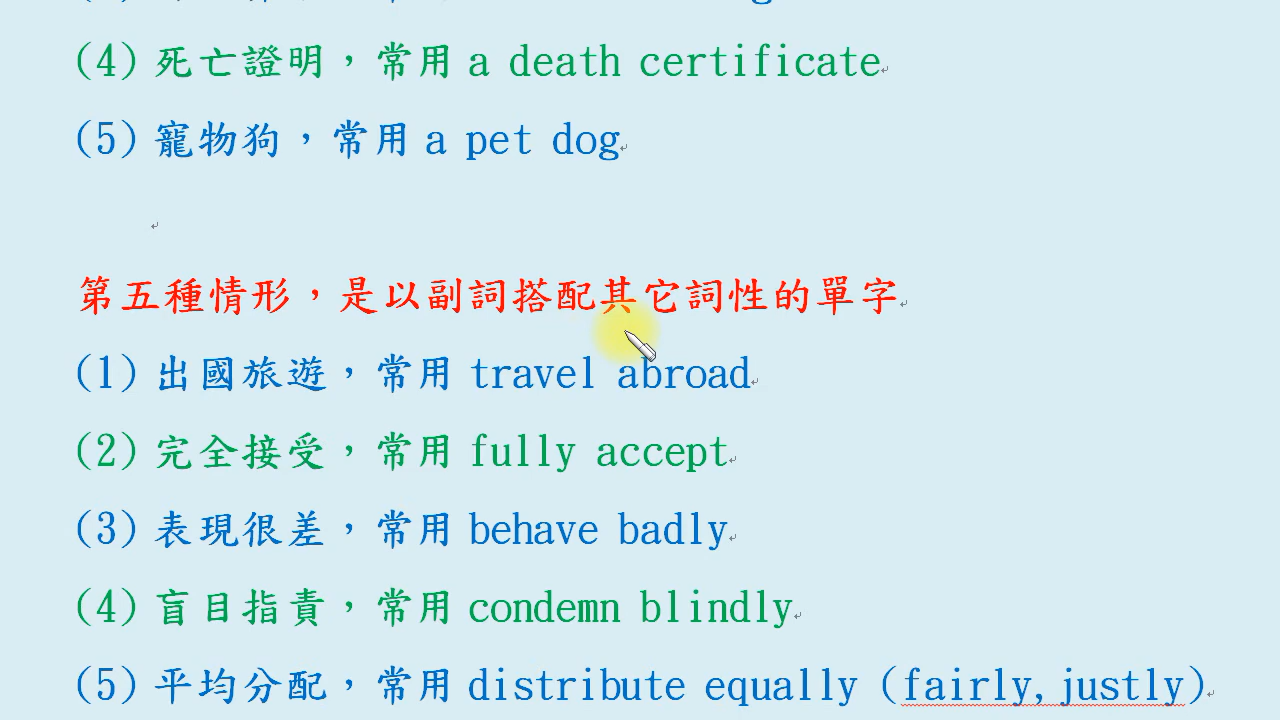 (4) 死亡證明，常用 a death certificate
(5) 寵物狗，常用 a pet dog
第五種情形，是以副詞搭配其它詞性的單字
(1) 出國旅遊，常用 travel abroad
(2) 完全接受，常用 fully accept
(3) 表現很差，常用 behave badly
(4) 盲目指責，常用 condemn blindly
(5) 平均分配，常用 distribute equally (fairly, justly)